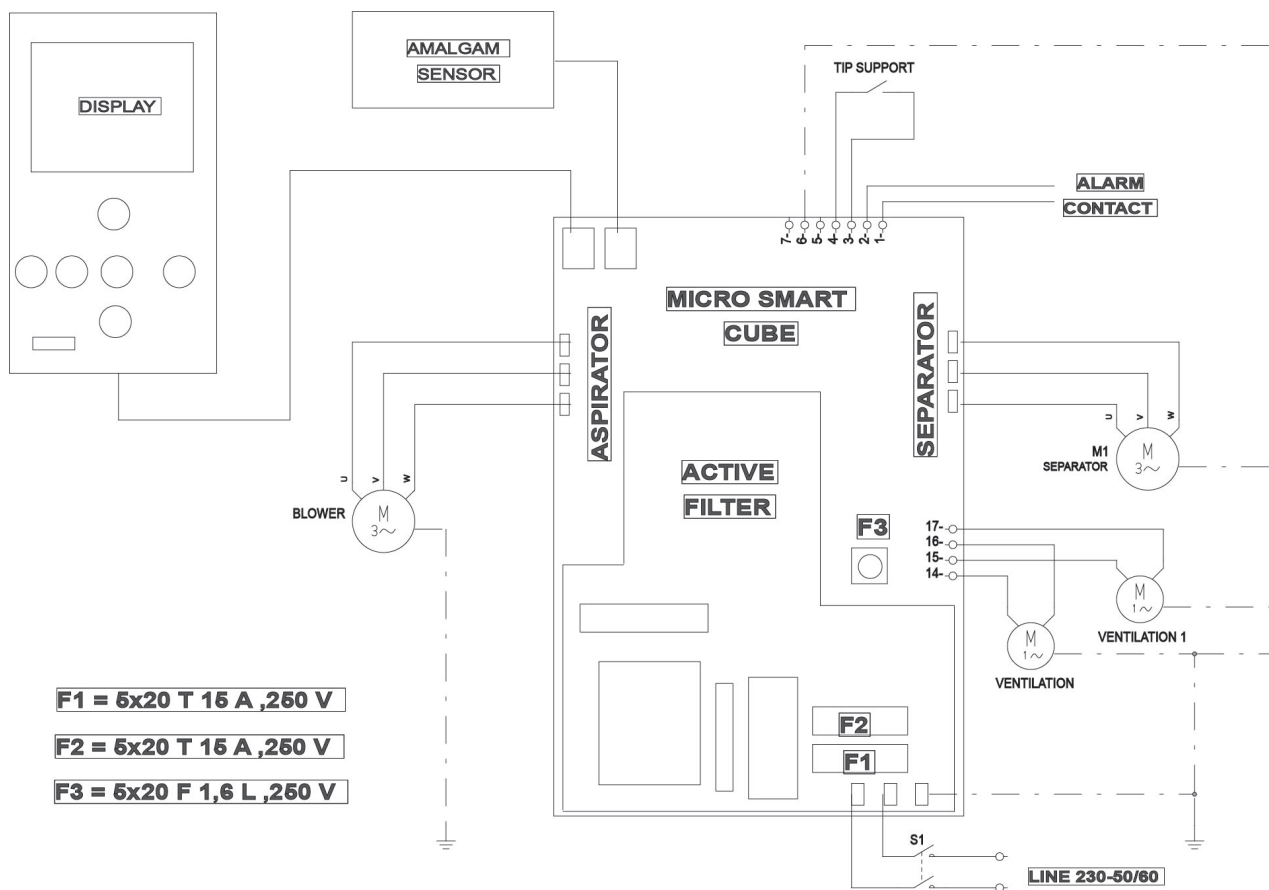 DISPLAY
AMALGAM
SENSOR
TIP SUPPORT
ALARM
CONTACT
7- 6- 5- 4- 3- 2- 1-
MICRO SMART
CUBE
ASPIRATOR
SEPARATOR
U V W
BLOWER
M
3~
U V W
M1
SEPARATOR
M
3~
ACTIVE
FILTER
F3
17-
16-
15-
14-
M
1~
VENTILATION 1
M
1~
VENTILATION
F1 = 5x20 T 15 A ,250 V
F2 = 5x20 T 15 A ,250 V
F3 = 5x20 F 1,6 L ,250 V
F2
F1
S1
LINE 230-50/60